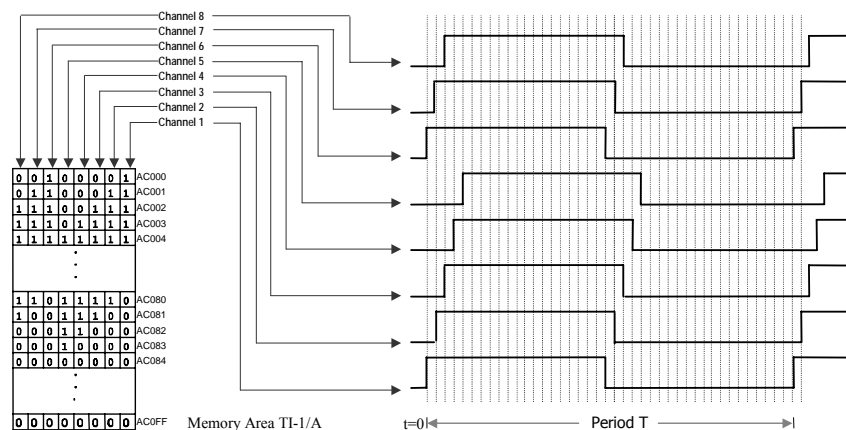 Channel 8
Channel 7
Channel 6
Channel 5
Channel 4
Channel 3
Channel 2
Channel 1
0 0 1 0 0 0 0 1 AC000
0 1 1 0 0 0 1 1 AC001
1 1 1 0 0 1 1 1 AC002
1 1 1 0 1 1 1 1 AC003
1 1 1 1 1 1 1 1 AC004
1 1 0 1 1 1 1 0 AC080
1 0 0 1 1 1 0 0 AC081
0 0 0 1 1 0 0 0 AC082
0 0 0 1 0 0 0 0 AC083
0 0 0 0 0 0 0 0 AC084
0 0 0 0 0 0 0 0 AC0FF
Memory Area TI-1/A
t=0
Period T